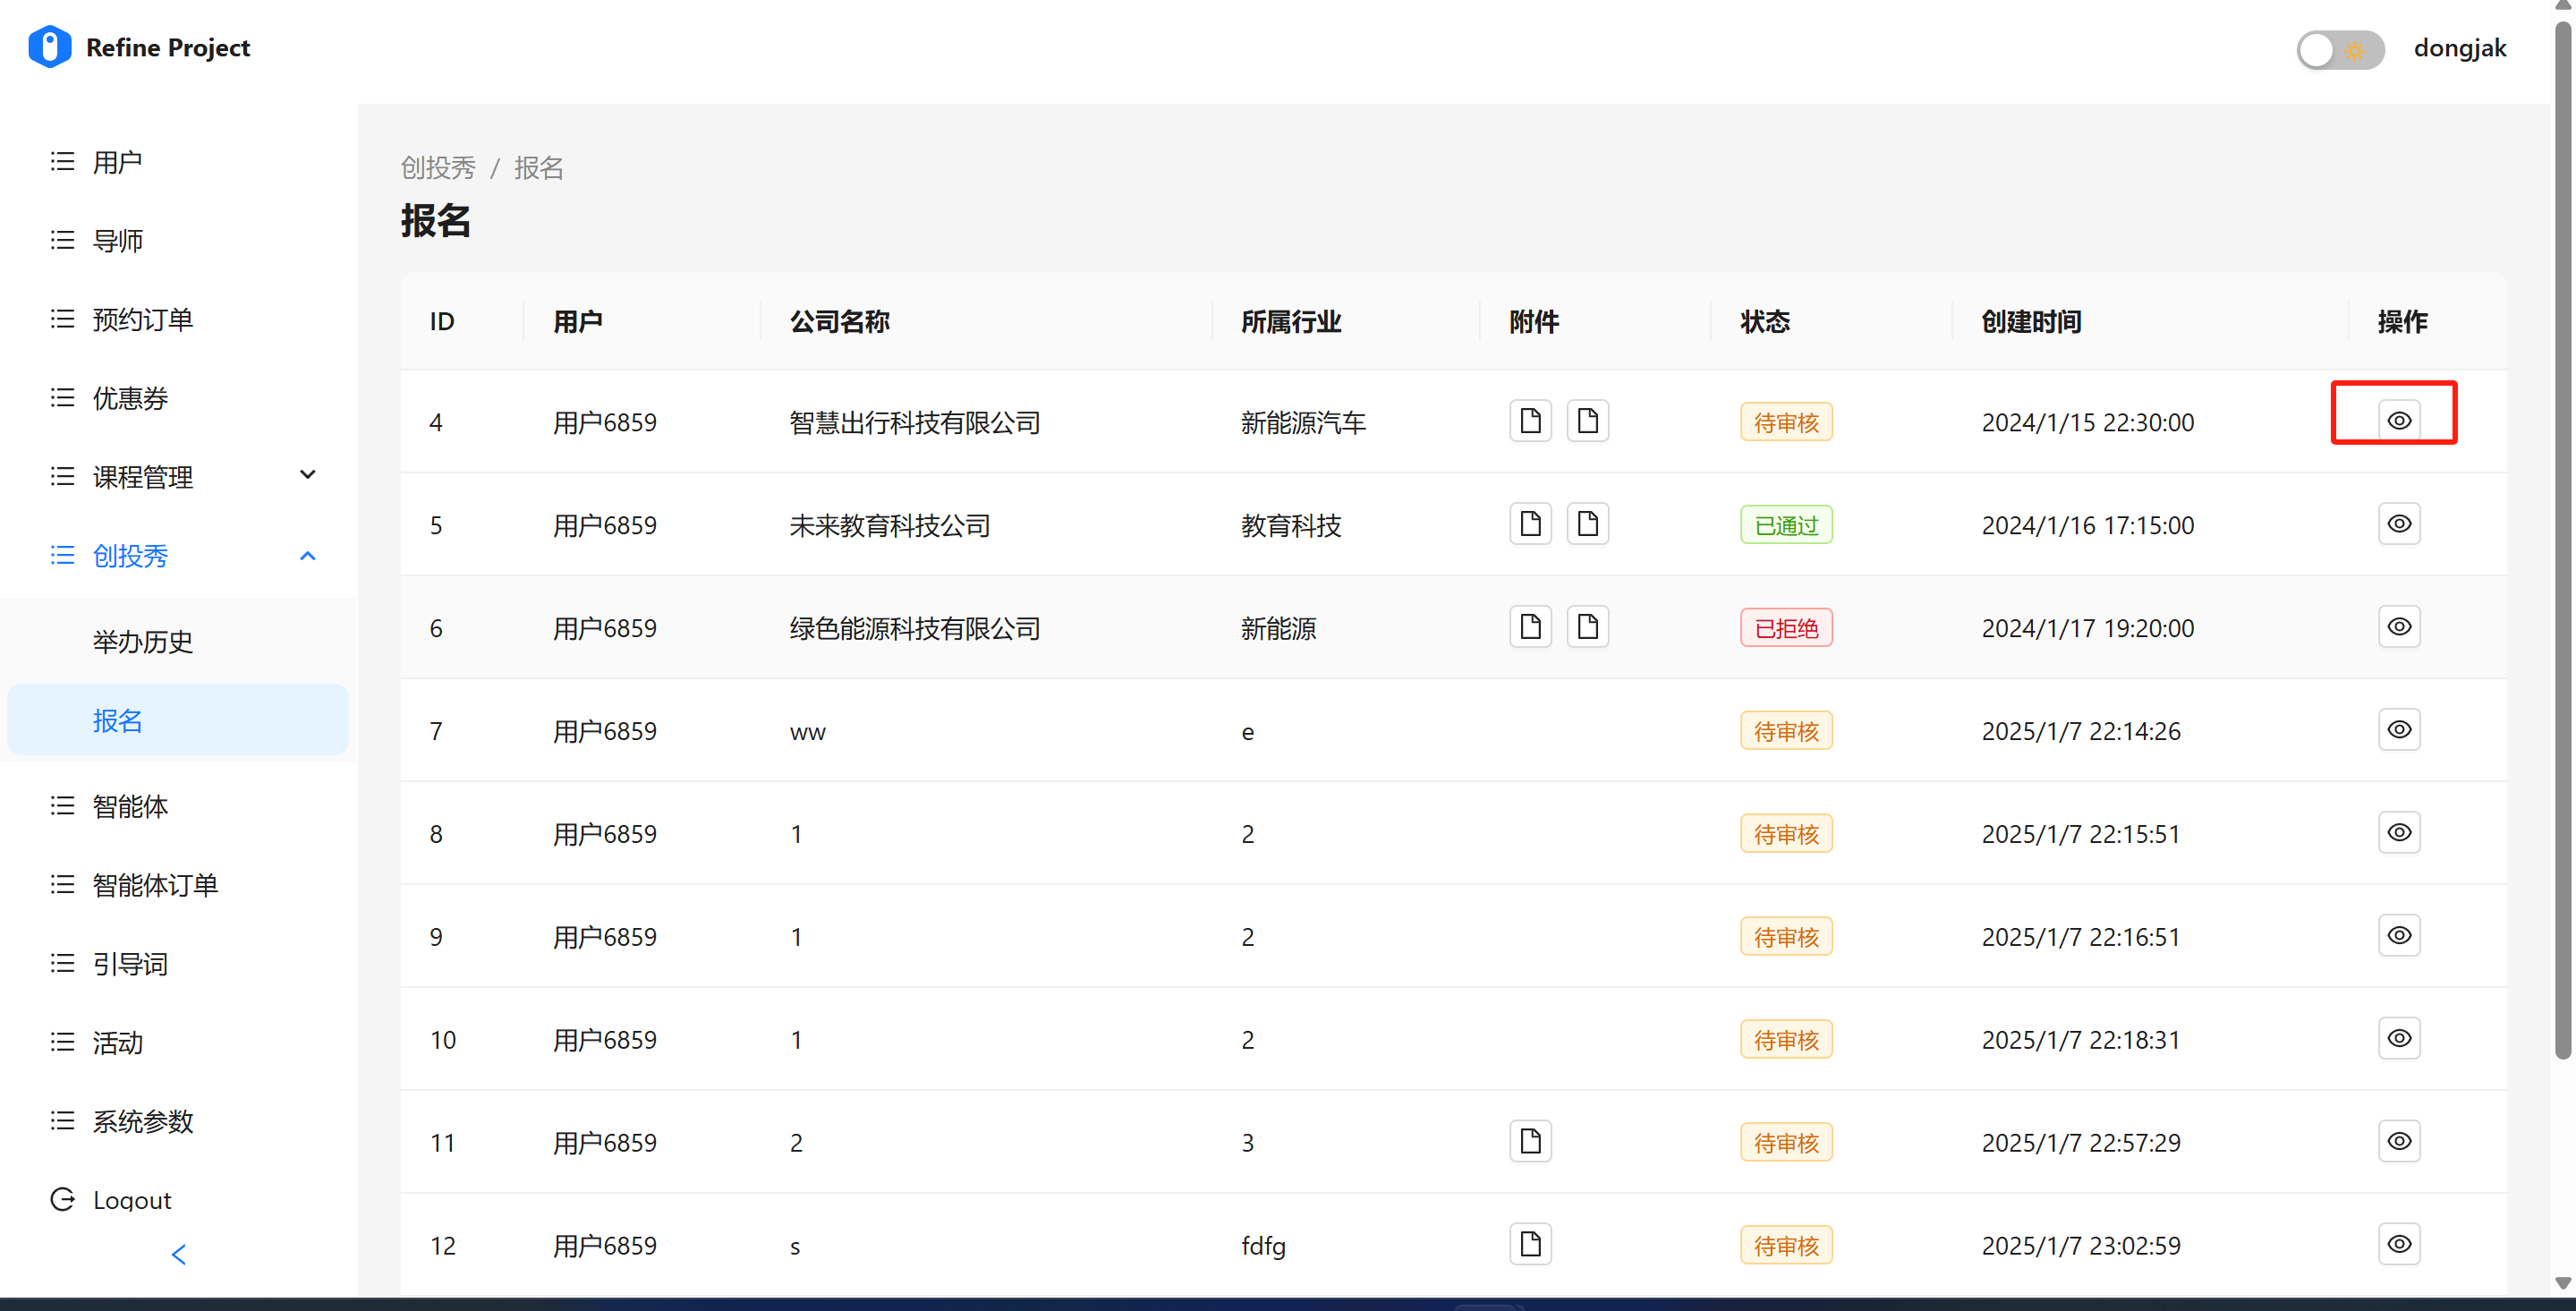 Refine Project
dongjak
用户
导师
预约订单
优惠券
课程管理
创投秀
举办历史
报名
智能体
智能体订单
引导词
活动
系统参数
Logout
创投秀 / 报名
报名
ID 用户 公司名称 所属行业 附件 状态 创建时间 操作
4 用户6859 智慧出行科技有限公司 新能源汽车 待审核 2024/1/15 22:30:00
5 用户6859 未来教育科技公司 教育科技 已通过 2024/1/16 17:15:00
6 用户6859 绿色能源科技有限公司 新能源 已拒绝 2024/1/17 19:20:00
7 用户6859 ww e 待审核 2025/1/7 22:14:26
8 用户6859 1 2 待审核 2025/1/7 22:15:51
9 用户6859 1 2 待审核 2025/1/7 22:16:51
10 用户6859 1 2 待审核 2025/1/7 22:18:31
11 用户6859 2 3 待审核 2025/1/7 22:57:29
12 用户6859 s fdfg 待审核 2025/1/7 23:02:59